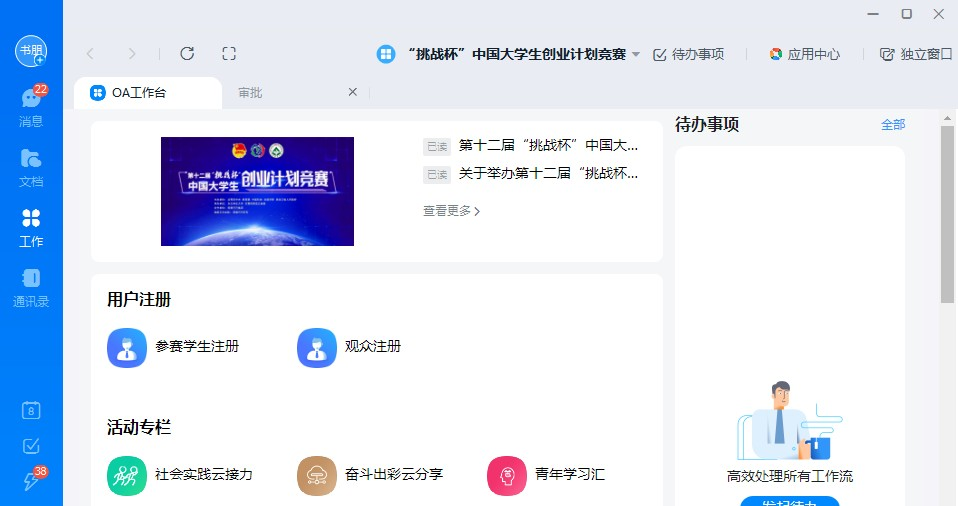 书朋
22
消息
文档
工作
通讯录
8
38
“挑战杯”中国大学生创业计划竞赛
待办事项
应用中心
独立窗口
OA工作台
审批
第十二届“挑战杯”
中国大学生创业计划竞赛
已读 第十二届“挑战杯”中国大...
已读 关于举办第十二届“挑战杯...
查看更多
待办事项
全部
用户注册
参赛学生注册
观众注册
活动专栏
社会实践云接力
奋斗出彩云分享
青年学习汇
高效处理所有工作流
发起待办